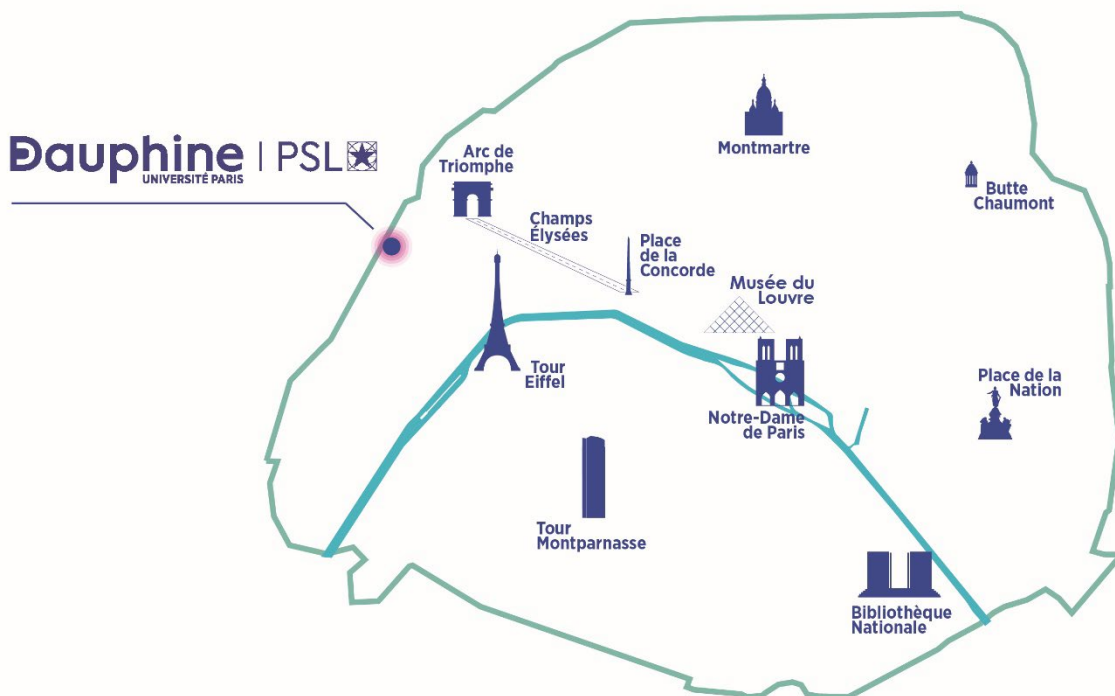 Dauphine | PSL
UNIVERSITÉ PARIS
Arc de
Triomphe
Champs
Élysées
Place
de la
Concorde
Montmartre
Butte
Chaumont
Musée du
Louvre
Tour
Eiffel
Notre-Dame
de Paris
Place de la
Nation
Tour
Montparnasse
Bibliothèque
Nationale